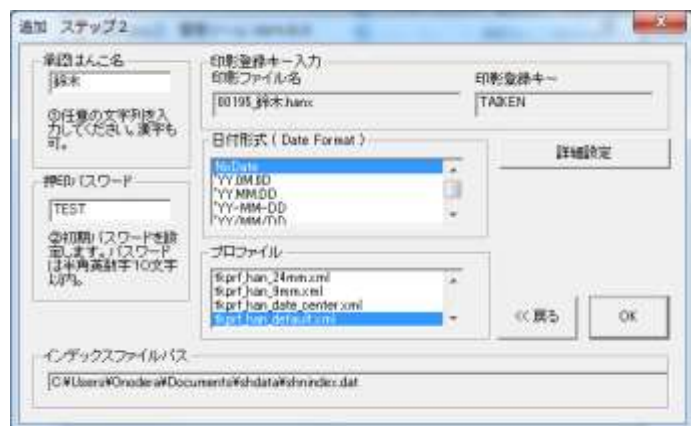 追加 ステップ2
承認はんこ名
鈴木
①任意の文字列を入
力してください。漢字も
可。
押印パスワード
TEST
②初期パスワードを設
定します。パスワード
は半角英数字10文字
以内。
印影登録キー入力
印影ファイル名
00195_鈴木.hanx
印影登録キー
TAIKEN
日付形式 ( Date Format )
NoDate
'YY.0M.0D
'YY.MM.DD
'YY-MM-DD
'YY/MM/DD
詳細設定
プロファイル
tkprf_han_24mm.xml
tkprf_han_9mm.xml
tkprf_han_date_center.xml
tkprf_han_default.xml
<< 戻る
OK
インデックスファイルパス
C:¥Users¥Onodera¥Documents¥shdata¥shnindex.dat